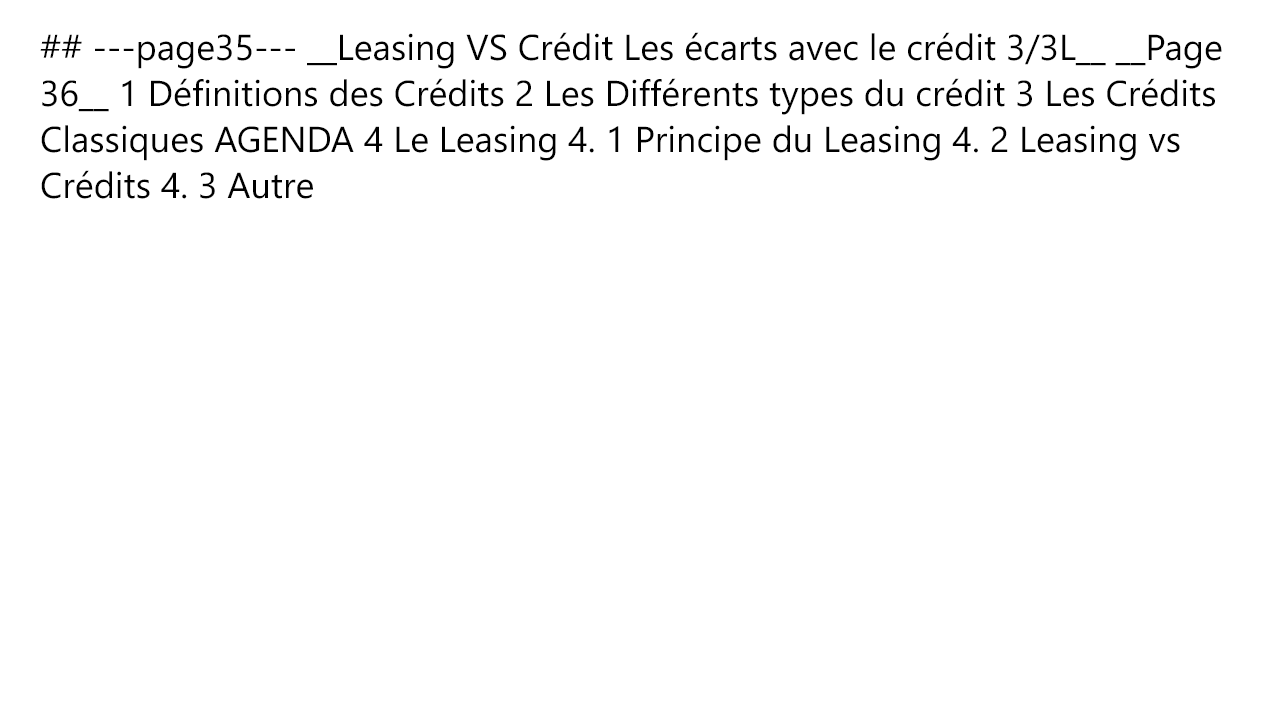 ## ---page35--- __Leasing VS Crédit Les écarts avec le crédit 3/3L__ __Page
36__ 1 Définitions des Crédits 2 Les Différents types du crédit 3 Les Crédits
Classiques AGENDA 4 Le Leasing 4. 1 Principe du Leasing 4. 2 Leasing vs
Crédits 4. 3 Autre